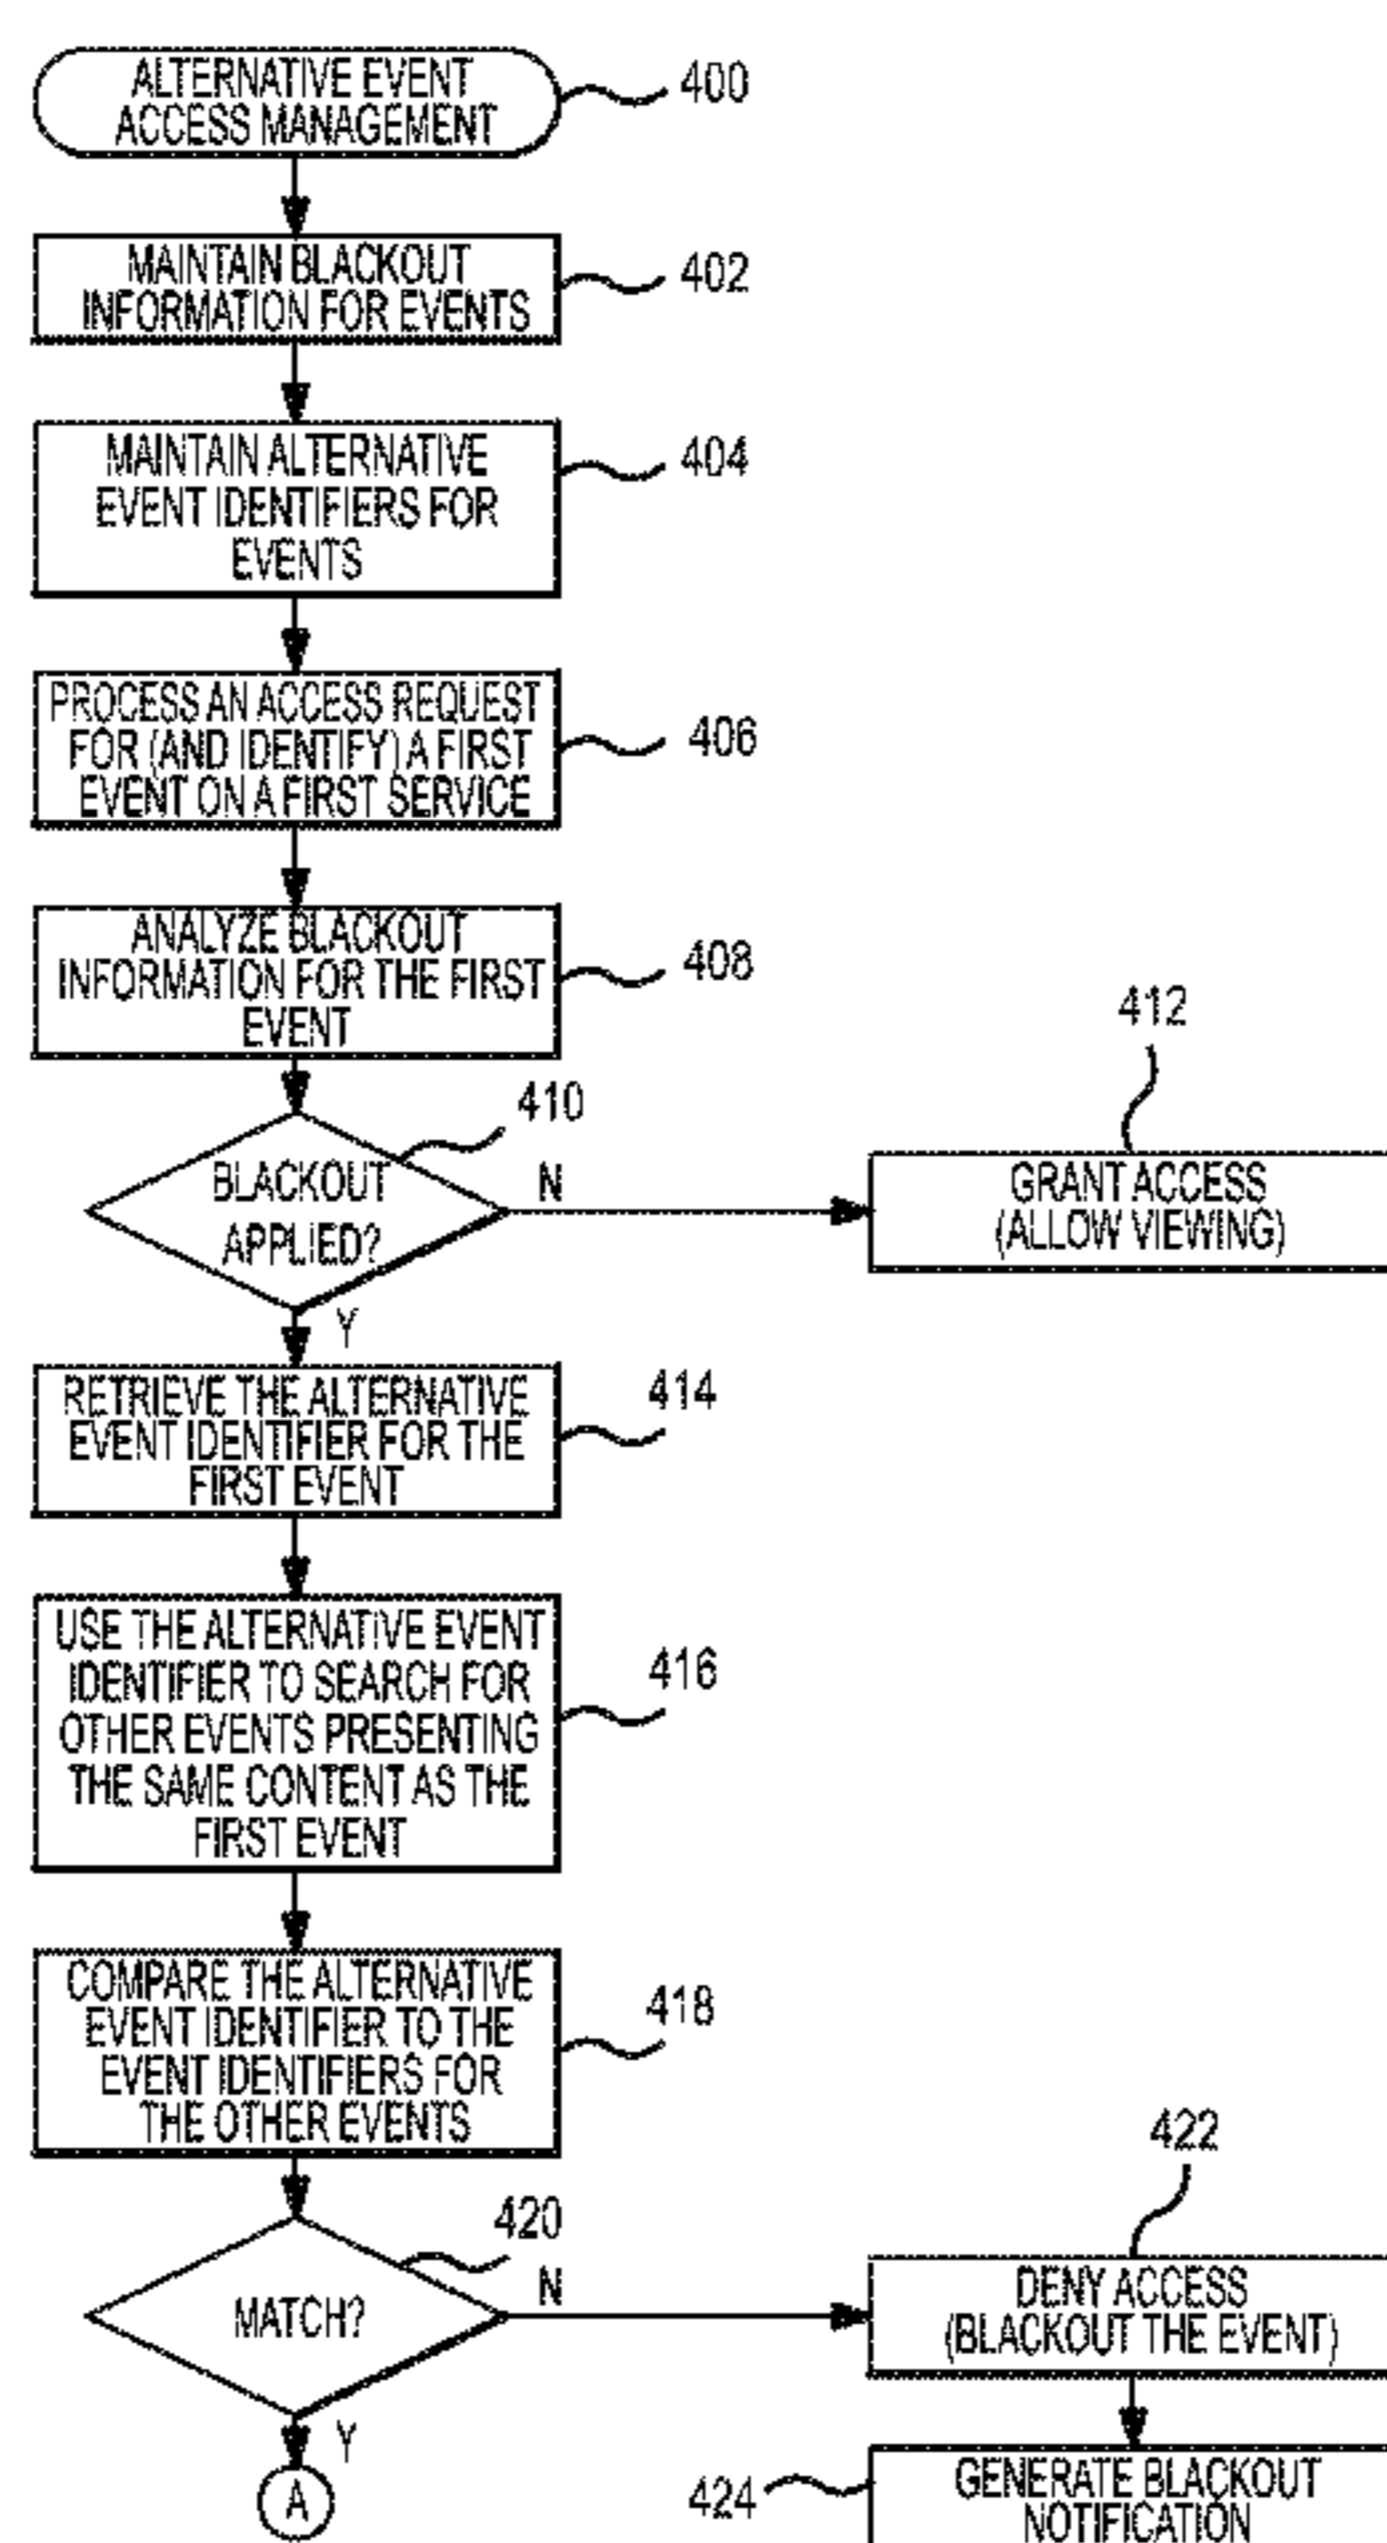 ALTERNATIVE EVENT
ACCESS MANAGEMENT
400
MAINTAIN BLACKOUT
INFORMATION FOR EVENTS
402
MAINTAIN ALTERNATIVE
EVENT IDENTIFIERS FOR
EVENTS
404
PROCESS AN ACCESS REQUEST
FOR (AND IDENTIFY) A FIRST
EVENT ON A FIRST SERVICE
406
ANALYZE BLACKOUT
INFORMATION FOR THE FIRST
EVENT
408
BLACKOUT
APPLIED?
410
N
Y
412
GRANT ACCESS
(ALLOW VIEWING)
RETRIEVE THE ALTERNATIVE
EVENT IDENTIFIER FOR THE
FIRST EVENT
414
USE THE ALTERNATIVE EVENT
IDENTIFIER TO SEARCH FOR
OTHER EVENTS PRESENTING
THE SAME CONTENT AS THE
FIRST EVENT
416
COMPARE THE ALTERNATIVE
EVENT IDENTIFIER TO THE
EVENT IDENTIFIERS FOR
THE OTHER EVENTS
418
MATCH?
420
N
Y
A
422
DENY ACCESS
(BLACKOUT THE EVENT)
424
GENERATE BLACKOUT
NOTIFICATION